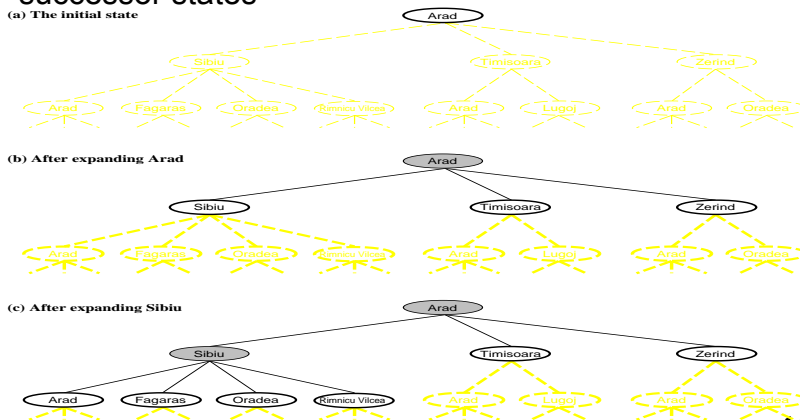 successor states
(a) The initial state
Arad
Sibiu Timisoara Zerind
Arad Fagaras Oradea Rimnicu Vilcea Arad Lugoj Arad Oradea
(b) After expanding Arad
Arad
Sibiu Timisoara Zerind
Arad Fagaras Oradea Rimnicu Vilcea Arad Lugoj Arad Oradea
(c) After expanding Sibiu
Arad
Sibiu Timisoara Zerind
Arad Fagaras Oradea Rimnicu Vilcea Arad Lugoj Arad Oradea